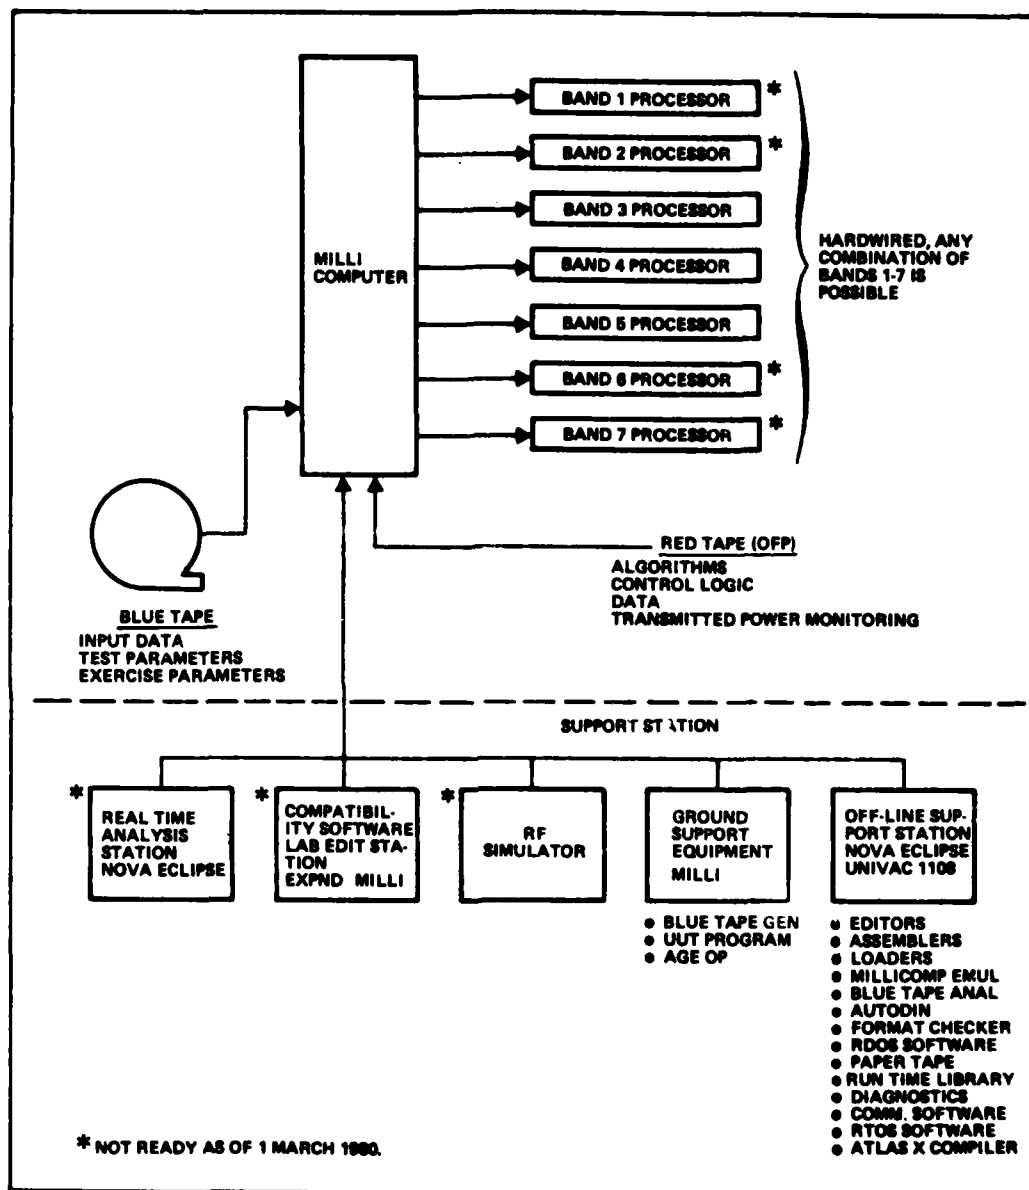 BAND 1 PROCESSOR *
BAND 2 PROCESSOR *
BAND 3 PROCESSOR
BAND 4 PROCESSOR
BAND 5 PROCESSOR
BAND 6 PROCESSOR *
BAND 7 PROCESSOR *
MILLI
COMPUTER
HARDWIRED, ANY
COMBINATION OF
BANDS 1-7 IS
POSSIBLE
BLUE TAPE
INPUT DATA
TEST PARAMETERS
EXERCISE PARAMETERS
RED TAPE (OFP)
ALGORITHMS
CONTROL LOGIC
DATA
TRANSMITTED POWER MONITORING
SUPPORT STATION
* REAL TIME
ANALYSIS
STATION
NOVA ECLIPSE
* COMPATIBIL-
ITY SOFTWARE
LAB EDIT STA-
TION
EXPND MILLI
* RF
SIMULATOR
GROUND
SUPPORT
EQUIPMENT
MILLI
● BLUE TAPE GEN
● UUT PROGRAM
● AGE OP
OFF-LINE SUP-
PORT STATION
NOVA ECLIPSE
UNIVAC 1108
● EDITORS
● ASSEMBLERS
● LOADERS
● MILLICOMP EMUL
● BLUE TAPE ANAL
● AUTODIN
● FORMAT CHECKER
● RDOS SOFTWARE
● PAPER TAPE
● RUN TIME LIBRARY
● DIAGNOSTICS
● COMM. SOFTWARE
● RTOS SOFTWARE
● ATLAS X COMPILER
* NOT READY AS OF 1 MARCH 1980.